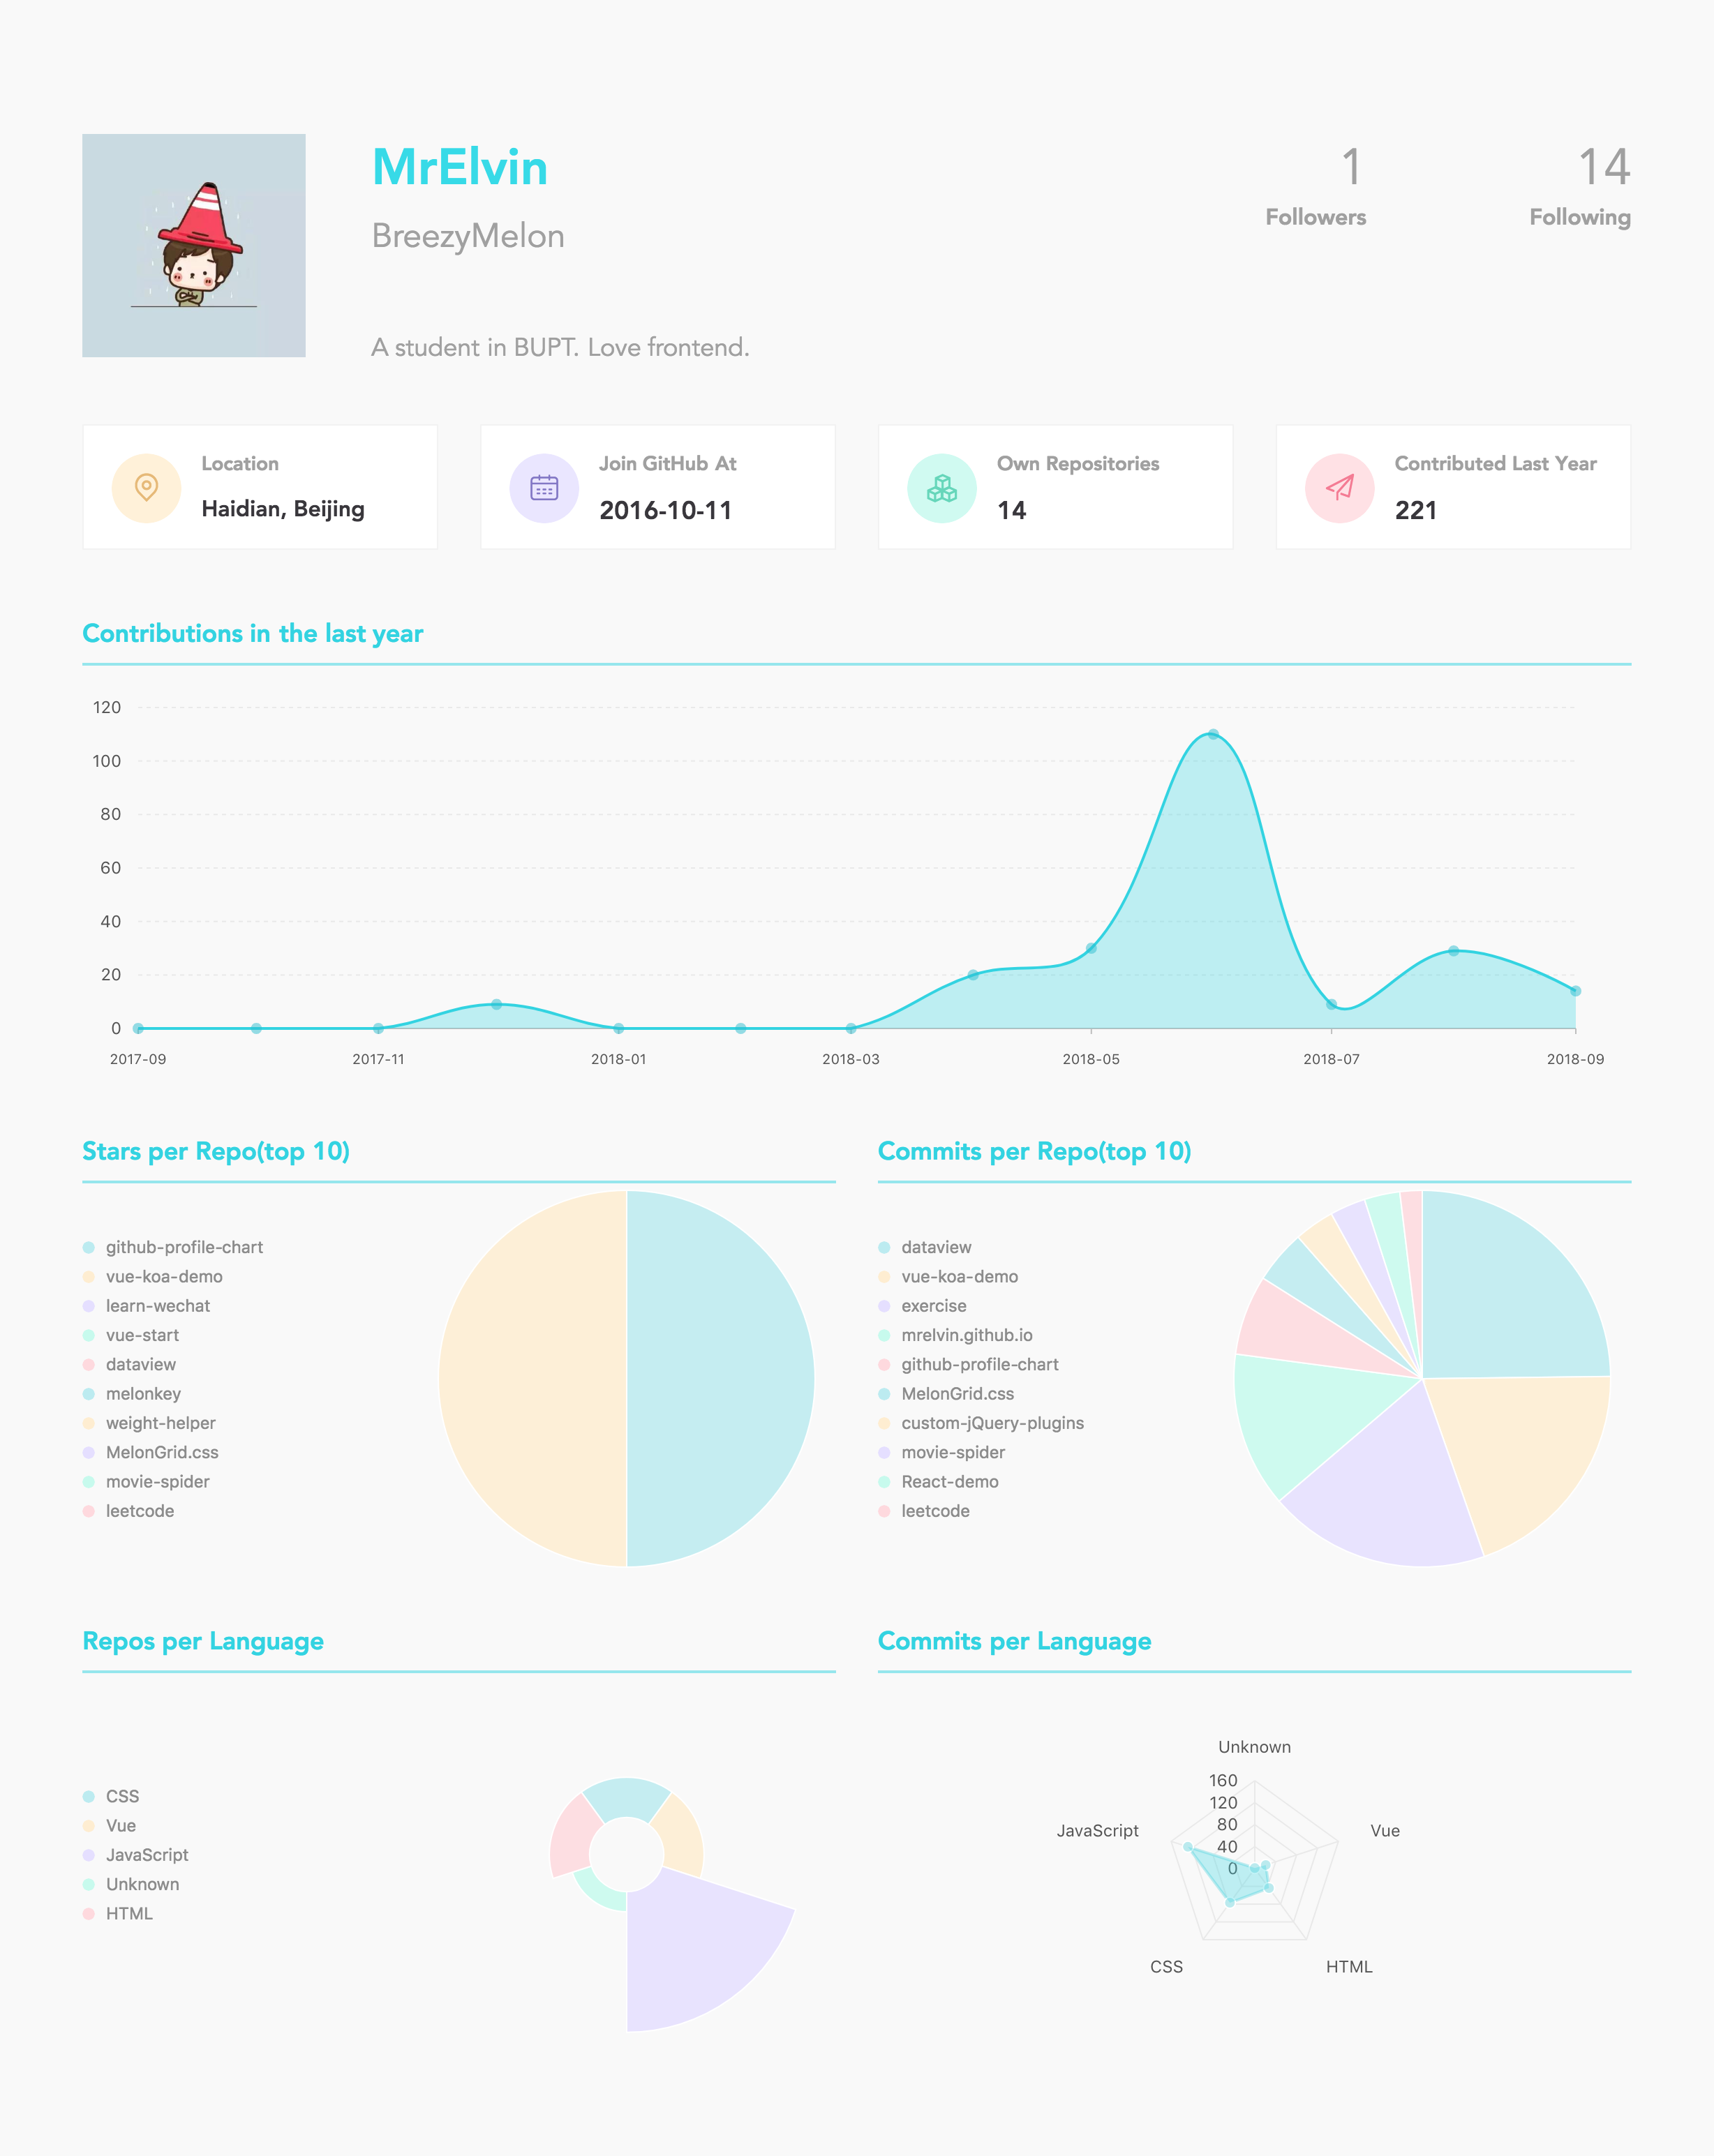 MrElvin
BreezyMelon
A student in BUPT. Love frontend.
1
Followers
14
Following
Location
Haidian, Beijing
Join GitHub At
2016-10-11
Own Repositories
14
Contributed Last Year
221
Contributions in the last year
120
100
80
60
40
20
0
2017-09
2017-11
2018-01
2018-03
2018-05
2018-07
2018-09
Stars per Repo(top 10)
github-profile-chart
vue-koa-demo
learn-wechat
vue-start
dataview
melonkey
weight-helper
MelonGrid.css
movie-spider
leetcode
Commits per Repo(top 10)
dataview
vue-koa-demo
exercise
mrelvin.github.io
github-profile-chart
MelonGrid.css
custom-jQuery-plugins
movie-spider
React-demo
leetcode
Repos per Language
CSS
Vue
JavaScript
Unknown
HTML
Commits per Language
Unknown
160
120
80
40
0
JavaScript
Vue
CSS
HTML